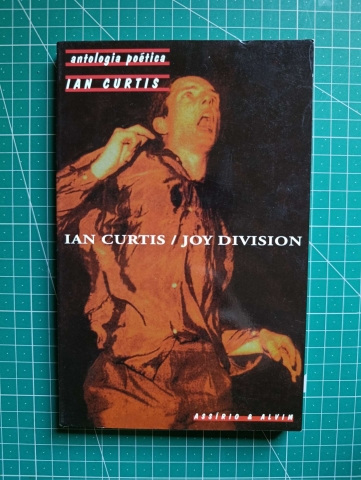 antologia poética
IAN CURTIS
IAN CURTIS / JOY DIVISION
ASSÍRIO & ALVIM